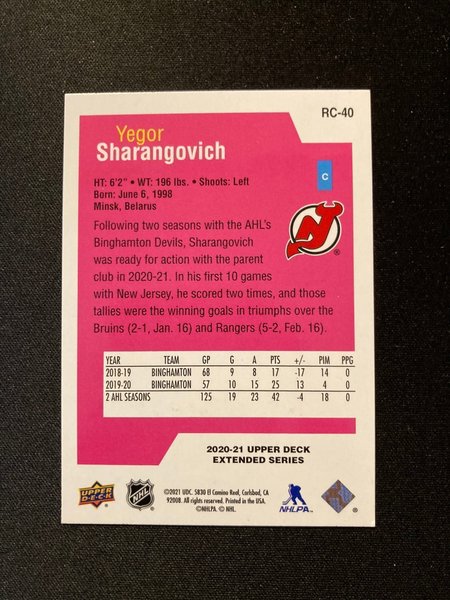 RC-40
Yegor
Sharangovich
HT: 6'2" • WT: 196 lbs. • Shoots: Left
Born: June 6, 1998
Minsk, Belarus
C
Following two seasons with the AHL's
Binghamton Devils, Sharangovich
was ready for action with the parent
club in 2020-21. In his first 10 games
with New Jersey, he scored two times, and those
tallies were the winning goals in triumphs over the
Bruins (2-1, Jan. 16) and Rangers (5-2, Feb. 16).
YEAR TEAM GP G A PTS +/- PIM PPG
2018-19 BINGHAMTON 68 9 8 17 -17 14 0
2019-20 BINGHAMTON 57 10 15 25 13 4 0
2 AHL SEASONS 125 19 23 42 -4 18 0
2020-21 UPPER DECK
EXTENDED SERIES
UPPER DECK
NHL
©2021 UDC. 5830 El Camino Real, Carlsbad, CA
92008. All rights reserved. Printed in the USA.
©NHLPA. © NHL.
NHLPA